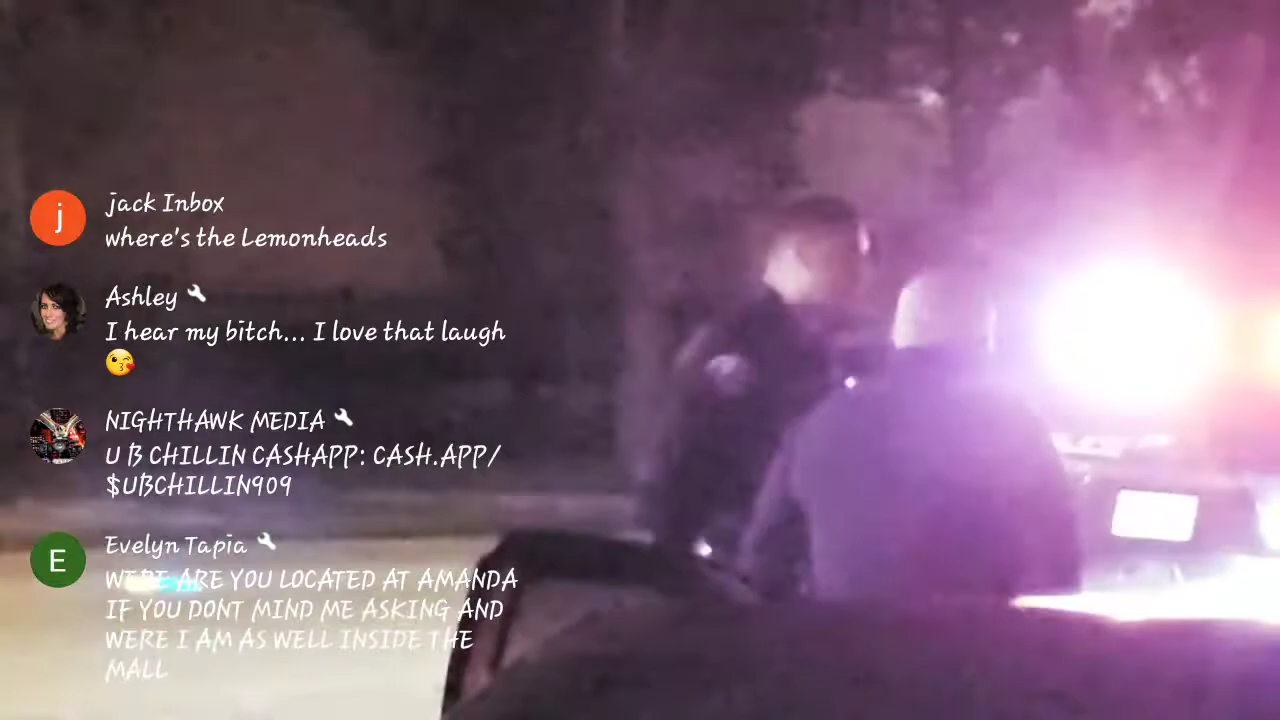 j
jack Inbox
where's the Lemonheads
Ashley
I hear my bitch... I love that laugh
😘
NIGHTHAWK MEDIA
U B CHILLIN CASHAPP: CASH.APP/
$UBCHILLIN909
E
Evelyn Tapia
WERE ARE YOU LOCATED AT AMANDA
IF YOU DONT MIND ME ASKING AND
WERE I AM AS WELL INSIDE THE
MALL